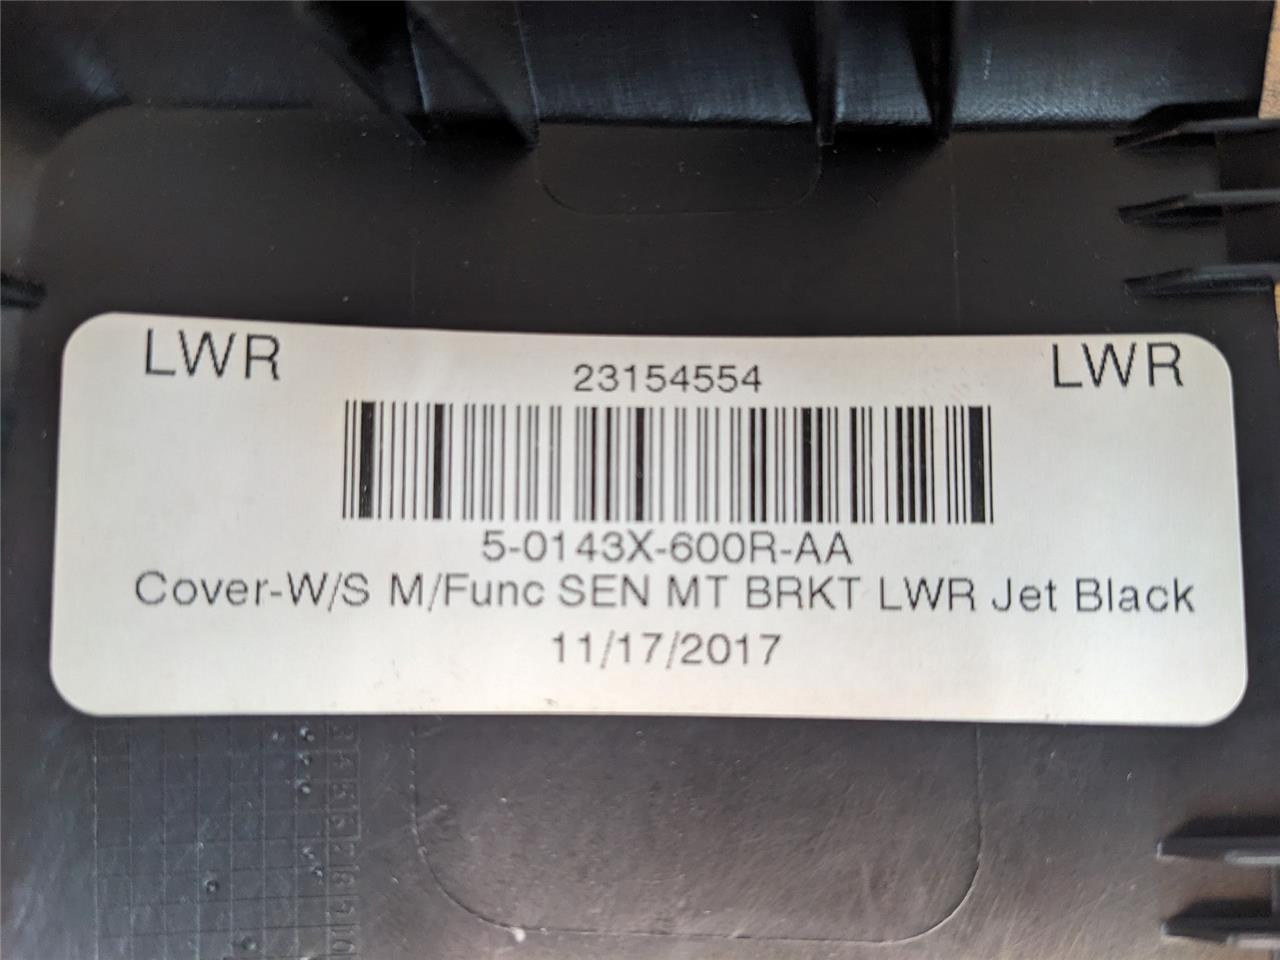 LWR 23154554 LWR
5-0143X-600R-AA
Cover-W/S M/Func SEN MT BRKT LWR Jet Black
11/17/2017